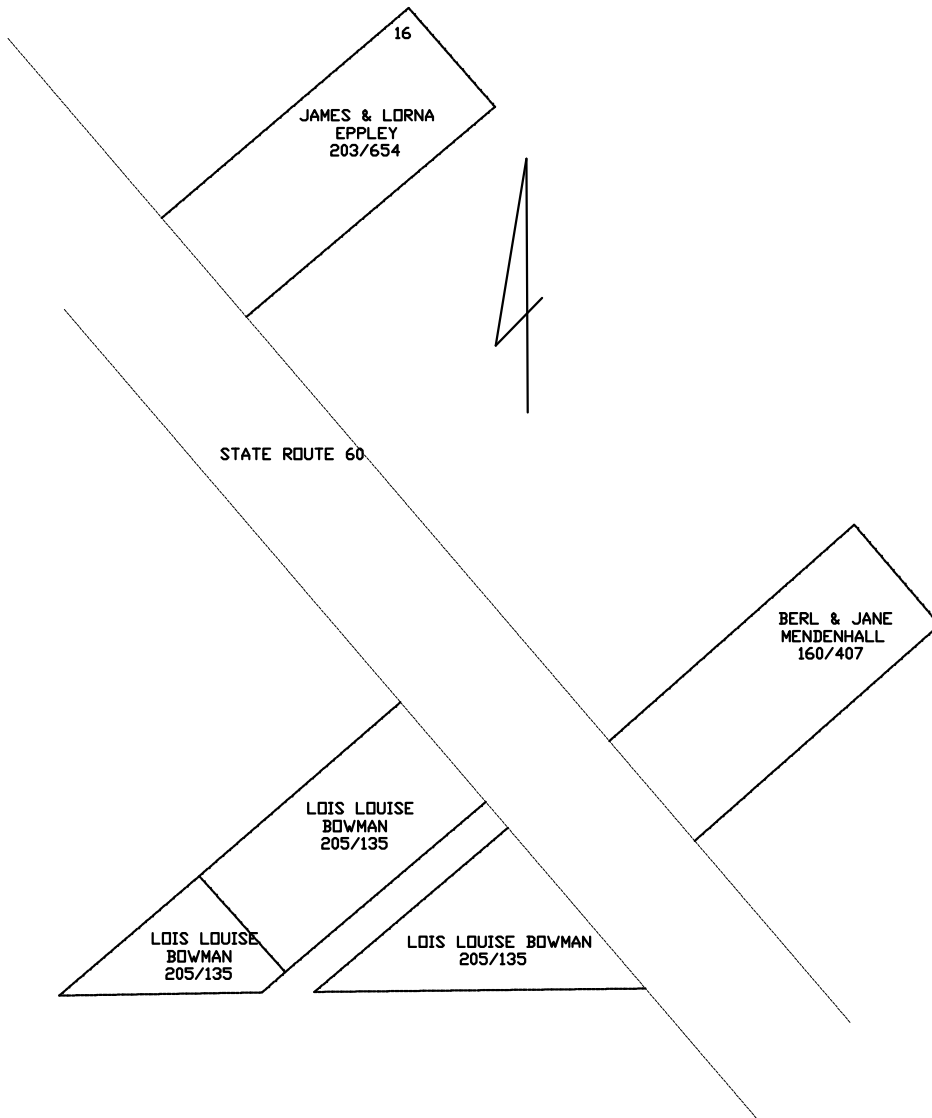 16
JAMES & LORNA
EPPLEY
203/654
STATE ROUTE 60
BERL & JANE
MENDENHALL
160/407
LOIS LOUISE
BOWMAN
205/135
LOIS LOUISE
BOWMAN
205/135
LOIS LOUISE BOWMAN
205/135